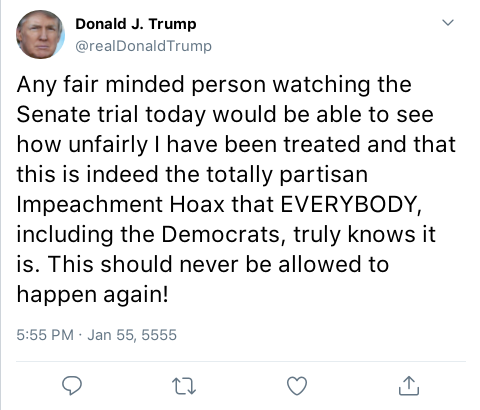 Donald J. Trump
@realDonaldTrump
Any fair minded person watching the
Senate trial today would be able to see
how unfairly I have been treated and that
this is indeed the totally partisan
Impeachment Hoax that EVERYBODY,
including the Democrats, truly knows it
is. This should never be allowed to
happen again!
5:55 PM · Jan 55, 5555